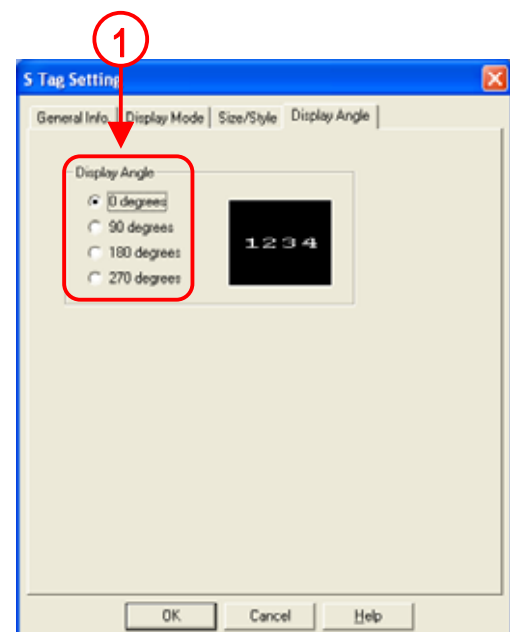 1
S Tag Setting
General Info. Display Mode Size/Style Display Angle
Display Angle
0 degrees
90 degrees
180 degrees
270 degrees
1234
OK Cancel Help